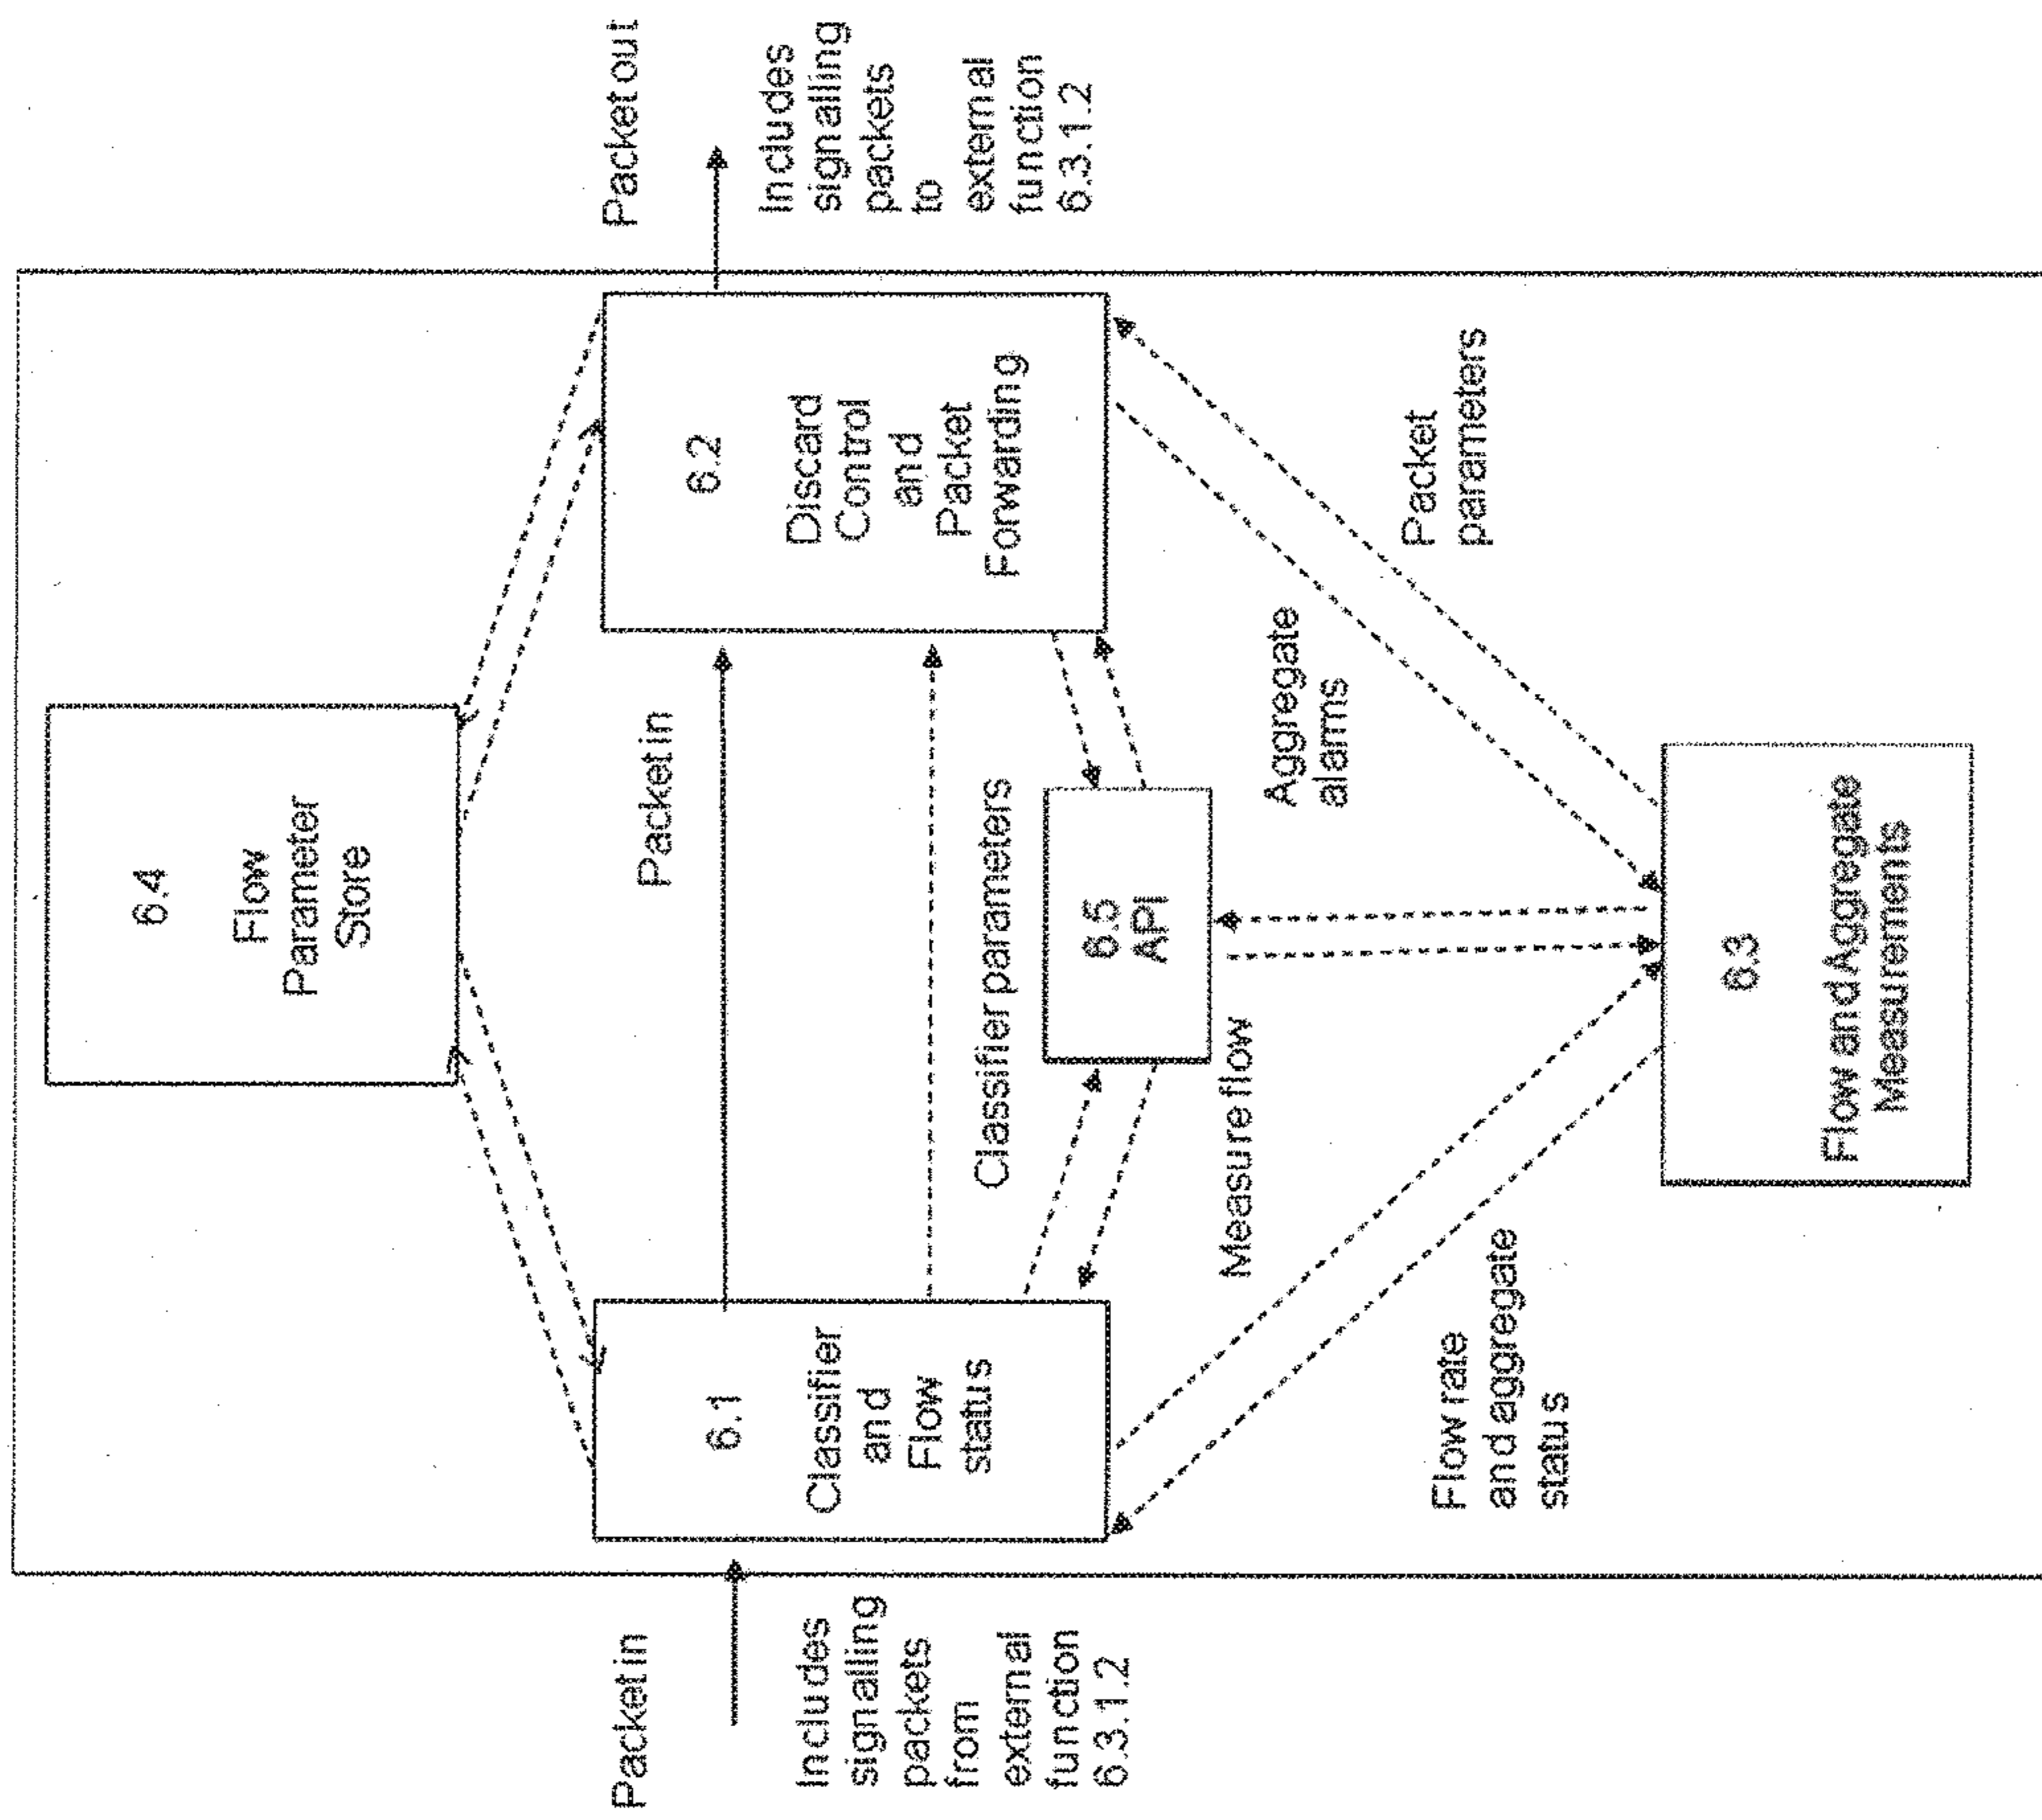 Packet in
Includes
signalling
packets
from
external
function
6.3.1.2
6.4
Flow
Parameter
Store
6.1
Classifier
and
Flow
status
Packet in
Classifier parameters
6.5
API
6.2
Discard
Control
and
Packet
Forwarding
Packet out
Includes
signalling
packets
to
external
function
6.3.1.2
Measure flow
Aggregate
alarms
Flow rate
and aggregate
status
Packet
parameters
6.3
Flow and Aggregate
Measurements